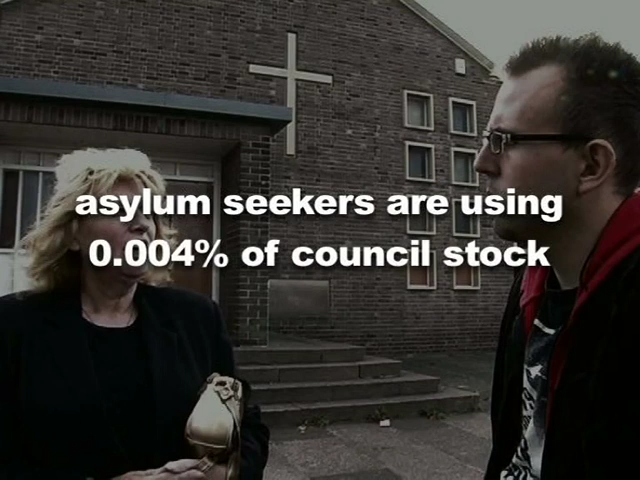 asylum seekers are using
0.004% of council stock